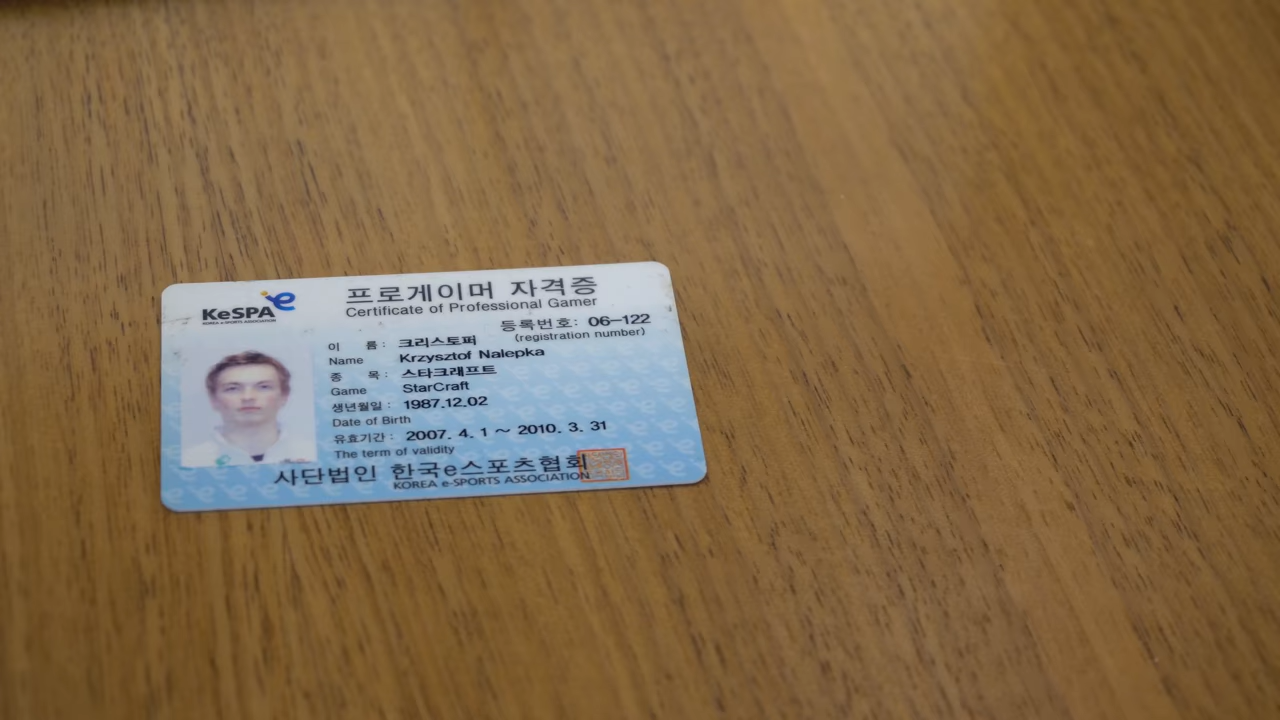 KeSPA
KOREA e-SPORTS ASSOCIATION
프로게이머 자격증
Certificate of Professional Gamer
등록번호: 06-122
(registration number)
이 름: 크리스토퍼
Name Krzysztof Nalepka
종 목: 스타크래프트
Game StarCraft
생년월일: 1987.12.02
Date of Birth
유효기간: 2007. 4. 1 ~ 2010. 3. 31
The term of validity
사단법인 한국e스포츠협회
KOREA e-SPORTS ASSOCIATION